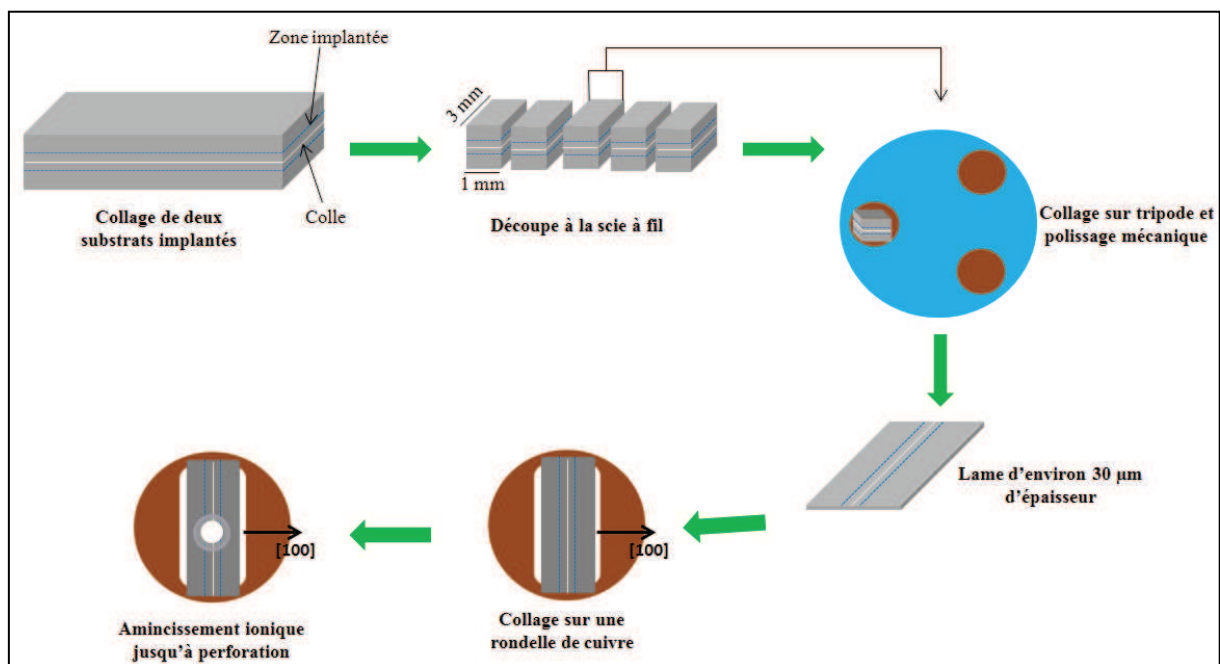 Zone implantée
Colle
Collage de deux
substrats implantés
3 mm
1 mm
Découpe à la scie à fil
Collage sur tripode et
polissage mécanique
Lame d'environ 30 µm
d'épaisseur
[100]
Collage sur une
rondelle de cuivre
[100]
Amincissement ionique
jusqu'à perforation